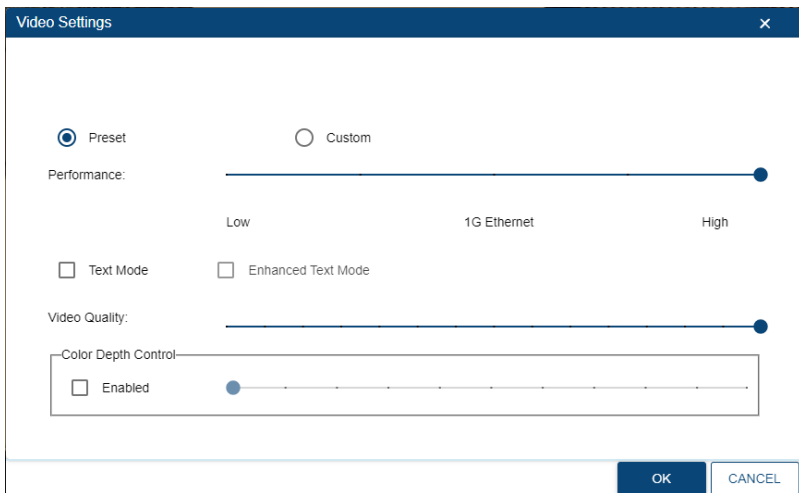 Video Settings
Preset Custom
Performance:
Low 1G Ethernet High
Text Mode Enhanced Text Mode
Video Quality:
Color Depth Control
Enabled
OK CANCEL